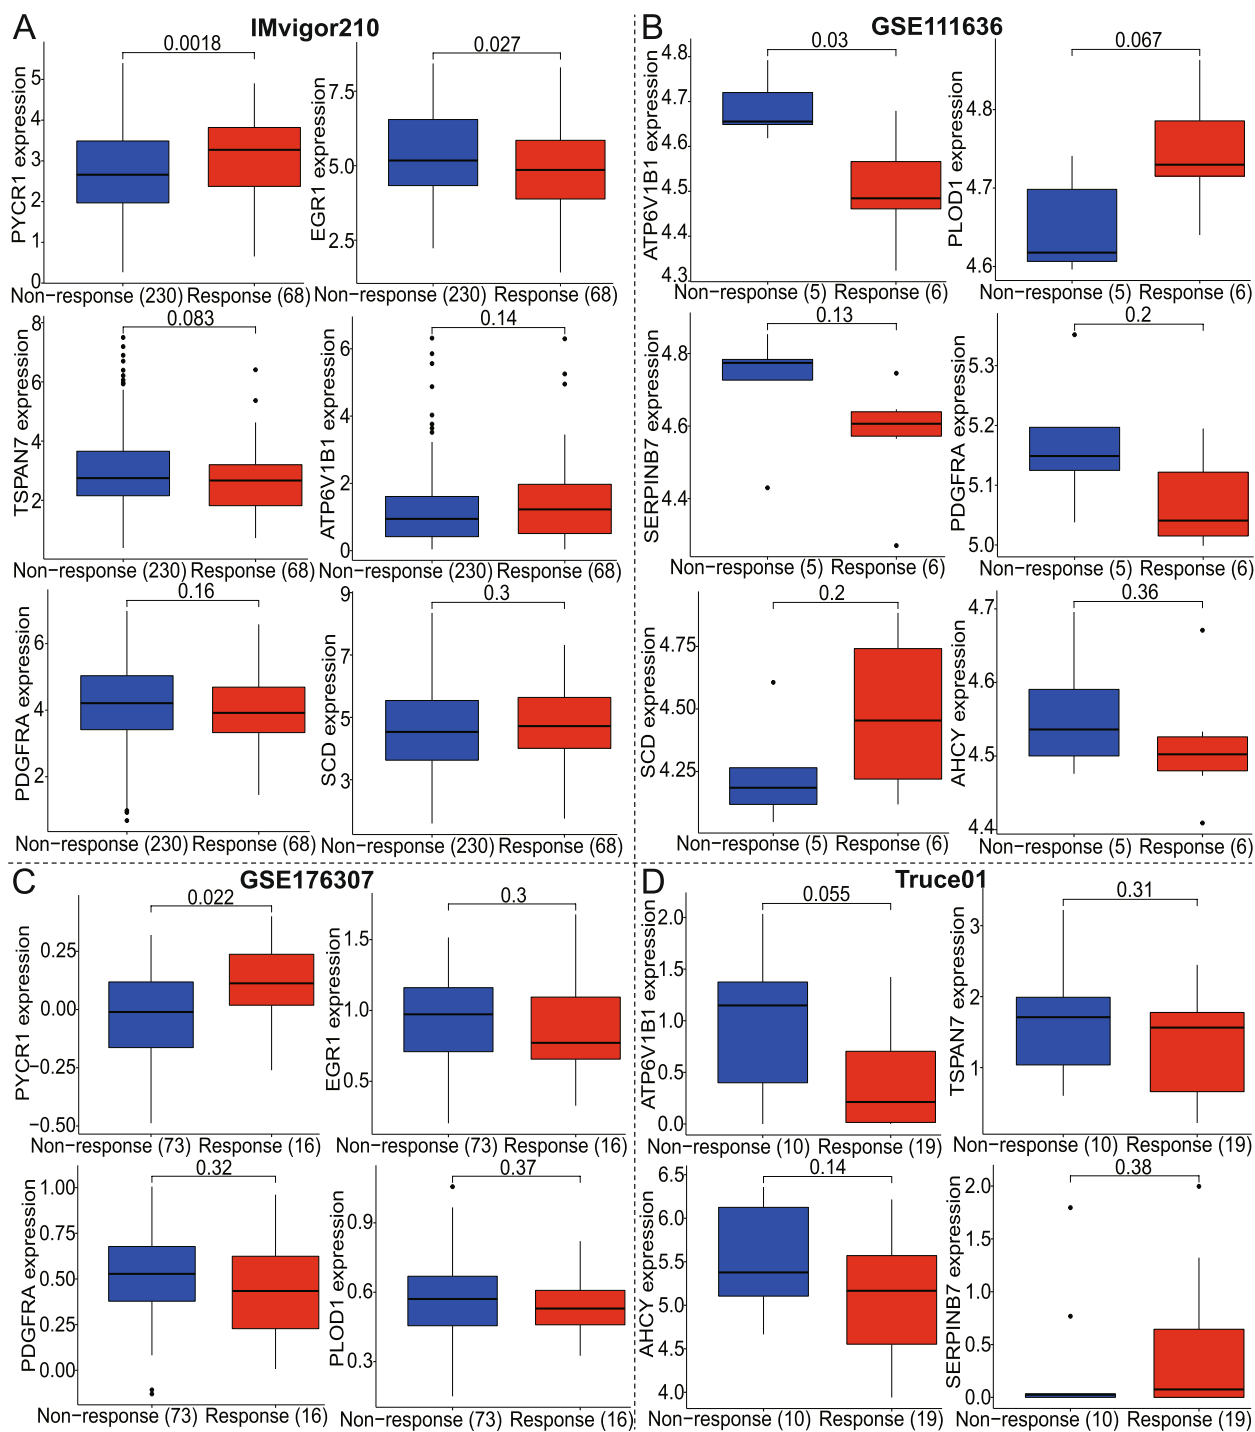 A
IMvigor210
0.0018
PYCR1 expression
5
4
3
2
1
0
Non−response (230) Response (68)
0.027
EGR1 expression
7.5
5.0
2.5
Non−response (230) Response (68)
0.083
TSPAN7 expression
8
6
4
2
Non−response (230) Response (68)
0.14
ATP6V1B1 expression
6
4
2
0
Non−response (230) Response (68)
0.16
PDGFRA expression
6
4
2
Non−response (230) Response (68)
0.3
SCD expression
9
7
5
3
Non−response (230) Response (68)
B
GSE111636
0.03
ATP6V1B1 expression
4.8
4.7
4.6
4.5
4.4
4.3
Non−response (5) Response (6)
0.067
PLOD1 expression
4.8
4.7
4.6
Non−response (5) Response (6)
0.13
SERPINB7 expression
4.8
4.6
4.4
Non−response (5) Response (6)
0.2
PDGFRA expression
5.3
5.2
5.1
5.0
Non−response (5) Response (6)
0.2
SCD expression
4.75
4.50
4.25
Non−response (5) Response (6)
0.36
AHCY expression
4.7
4.6
4.5
4.4
Non−response (5) Response (6)
C
GSE176307
0.022
PYCR1 expression
0.25
0.00
−0.25
−0.50
Non−response (73) Response (16)
0.3
EGR1 expression
1.5
1.0
0.5
Non−response (73) Response (16)
0.32
PDGFRA expression
1.00
0.75
0.50
0.25
0.00
Non−response (73) Response (16)
0.37
PLOD1 expression
0.9
0.6
0.3
Non−response (73) Response (16)
D
Truce01
0.055
ATP6V1B1 expression
2.0
1.5
1.0
0.5
0.0
Non−response (10) Response (19)
0.31
TSPAN7 expression
3
2
1
Non−response (10) Response (19)
0.14
AHCY expression
6.5
6.0
5.5
5.0
4.5
4.0
Non−response (10) Response (19)
0.38
SERPINB7 expression
2.0
1.5
1.0
0.5
0.0
Non−response (10) Response (19)